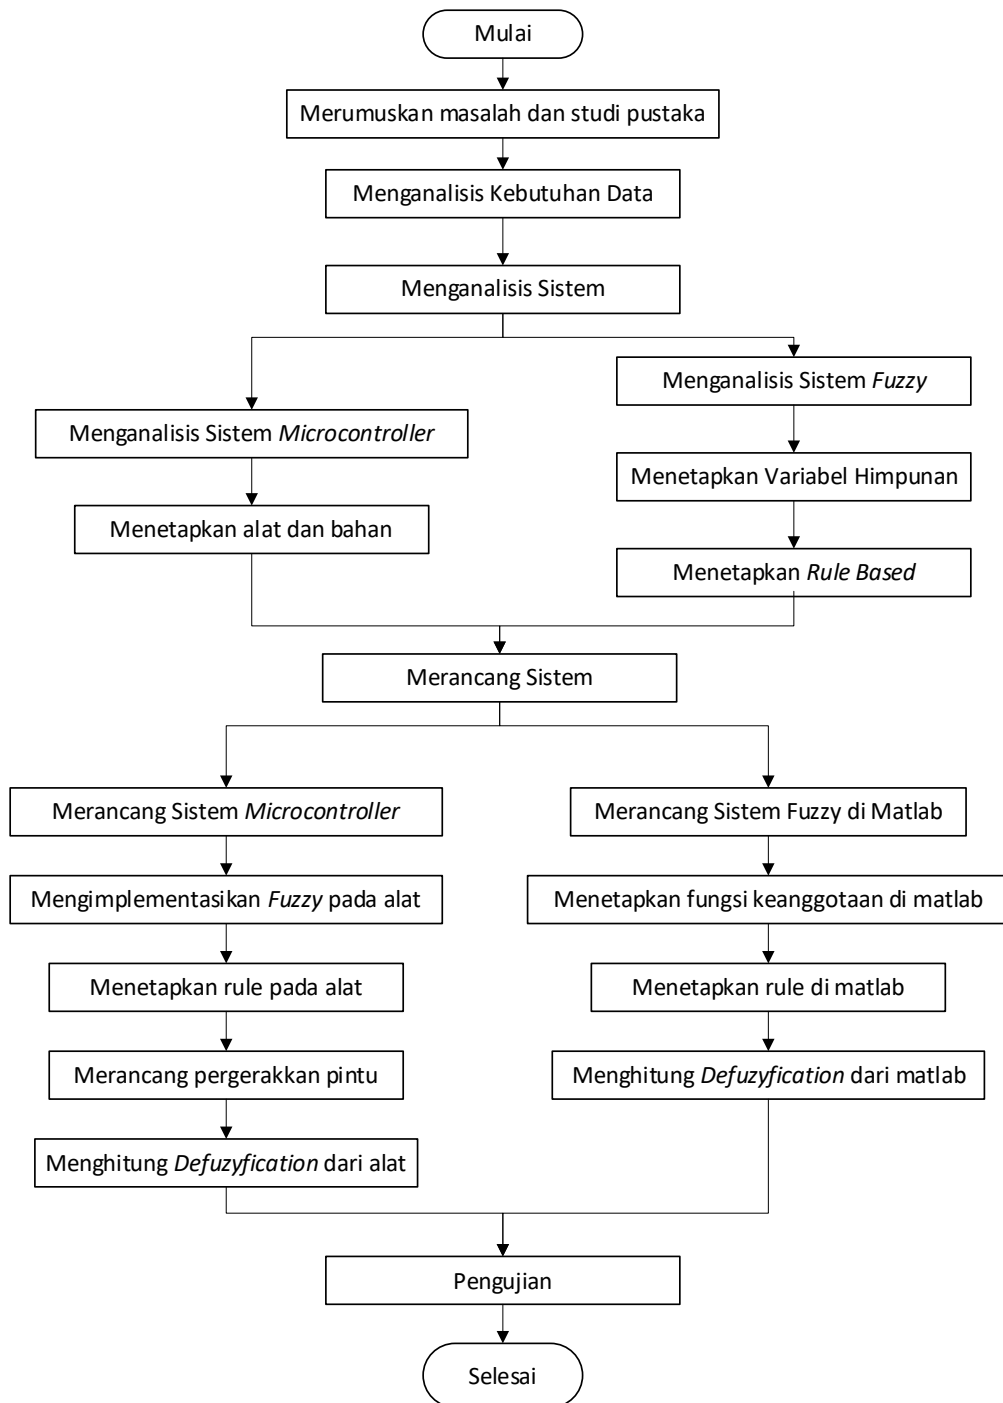 Mulai
Merumuskan masalah dan studi pustaka
Menganalisis Kebutuhan Data
Menganalisis Sistem
Menganalisis Sistem Microcontroller
Menetapkan alat dan bahan
Menganalisis Sistem Fuzzy
Menetapkan Variabel Himpunan
Menetapkan Rule Based
Merancang Sistem
Merancang Sistem Microcontroller
Mengimplementasikan Fuzzy pada alat
Menetapkan rule pada alat
Merancang pergerakkan pintu
Menghitung Defuzyfication dari alat
Merancang Sistem Fuzzy di Matlab
Menetapkan fungsi keanggotaan di matlab
Menetapkan rule di matlab
Menghitung Defuzyfication dari matlab
Pengujian
Selesai